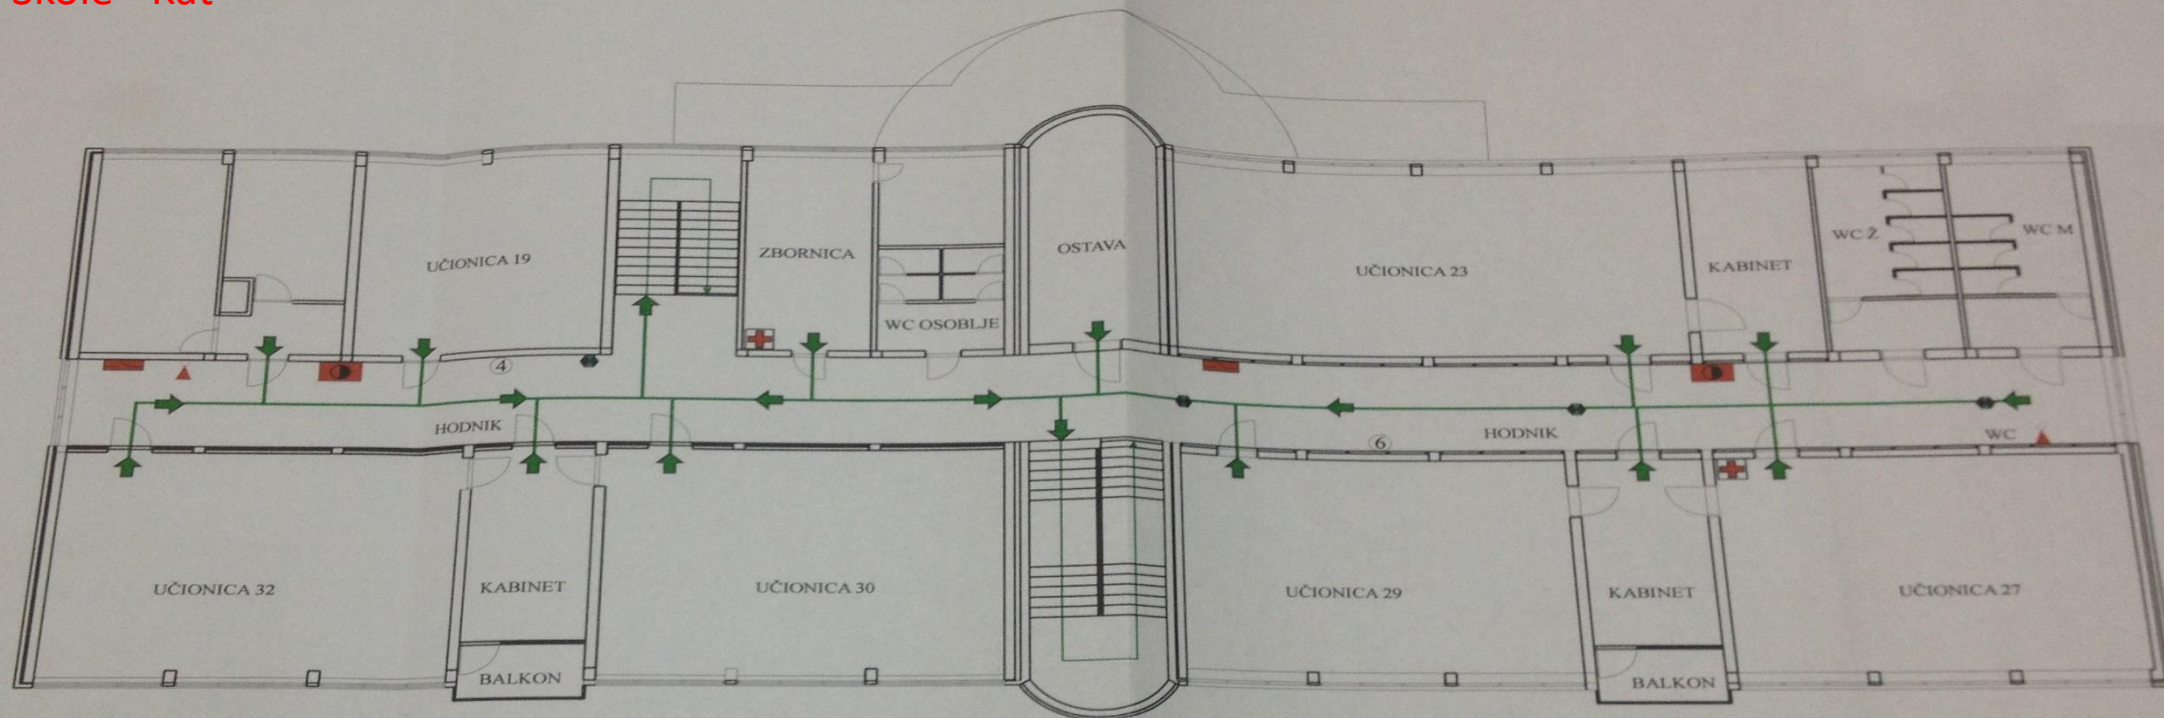 UČIONICA 19
ZBORNICA
WC OSOBLJE
OSTAVA
UČIONICA 23
KABINET
WC Ž
WC M
4
HODNIK
6
HODNIK
WC
UČIONICA 32
KABINET
BALKON
UČIONICA 30
UČIONICA 29
KABINET
BALKON
UČIONICA 27